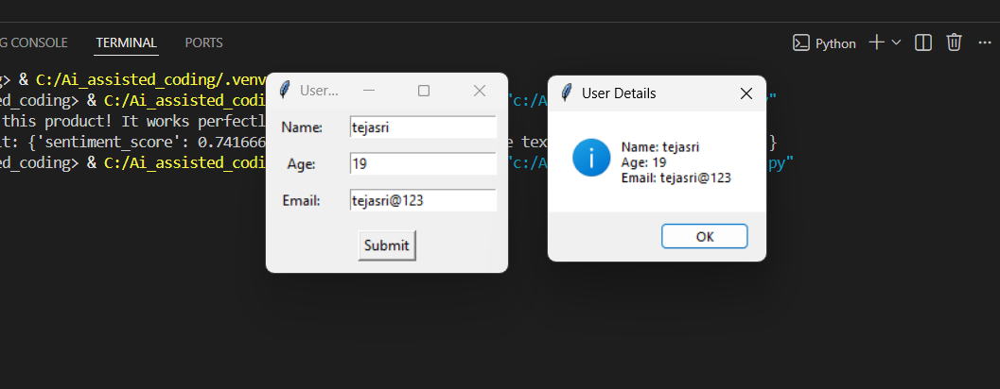 G CONSOLE TERMINAL PORTS Python
g> & C:/Ai_assisted_coding/.venv
ed_coding> & C:/Ai_assisted_codi "c:/A y"
this product! It works perfectl
it: {'sentiment_score': 0.741666 e tex }
ed_coding> & C:/Ai_assisted_codi "c:/A py"
User...
Name: tejasri
Age: 19
Email: tejasri@123
Submit
User Details
Name: tejasri
Age: 19
Email: tejasri@123
OK